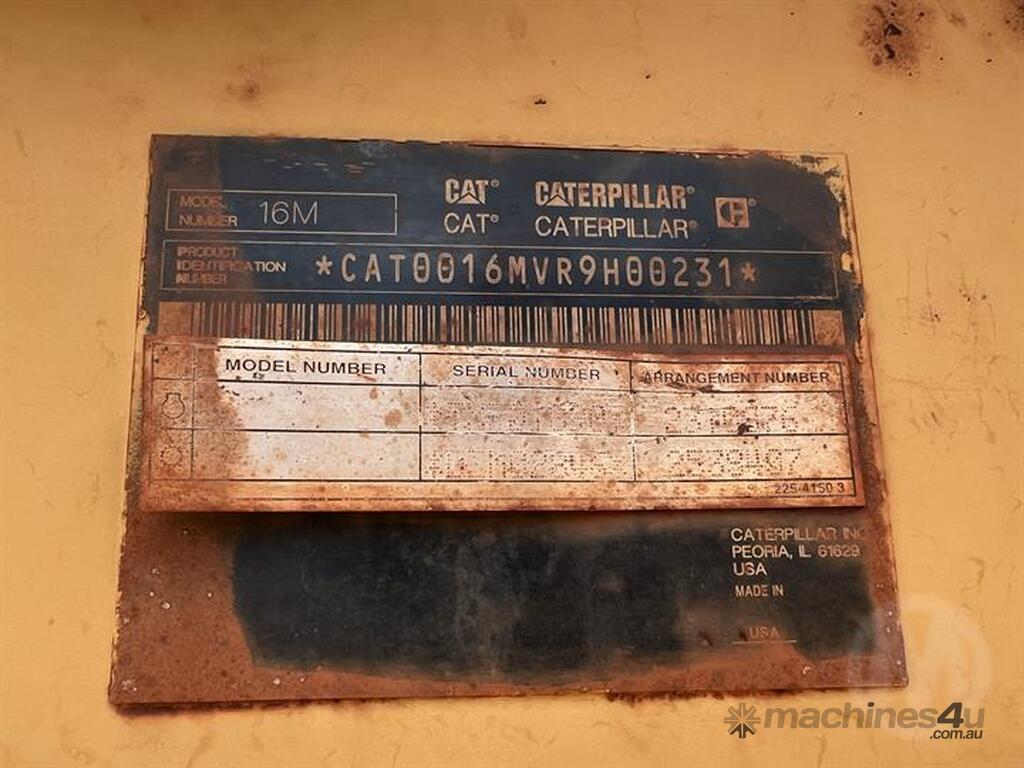 MODEL
NUMBER 16M
CAT® CATERPILLAR®
CAT® CATERPILLAR®
PRODUCT
IDENTIFICATION
NUMBER
*CAT0016MVR9H00231*
MODEL NUMBER SERIAL NUMBER ARRANGEMENT NUMBER
225-4150 3
CATERPILLAR INC
PEORIA, IL 61629
USA
MADE IN
USA
machines4u
.com.au